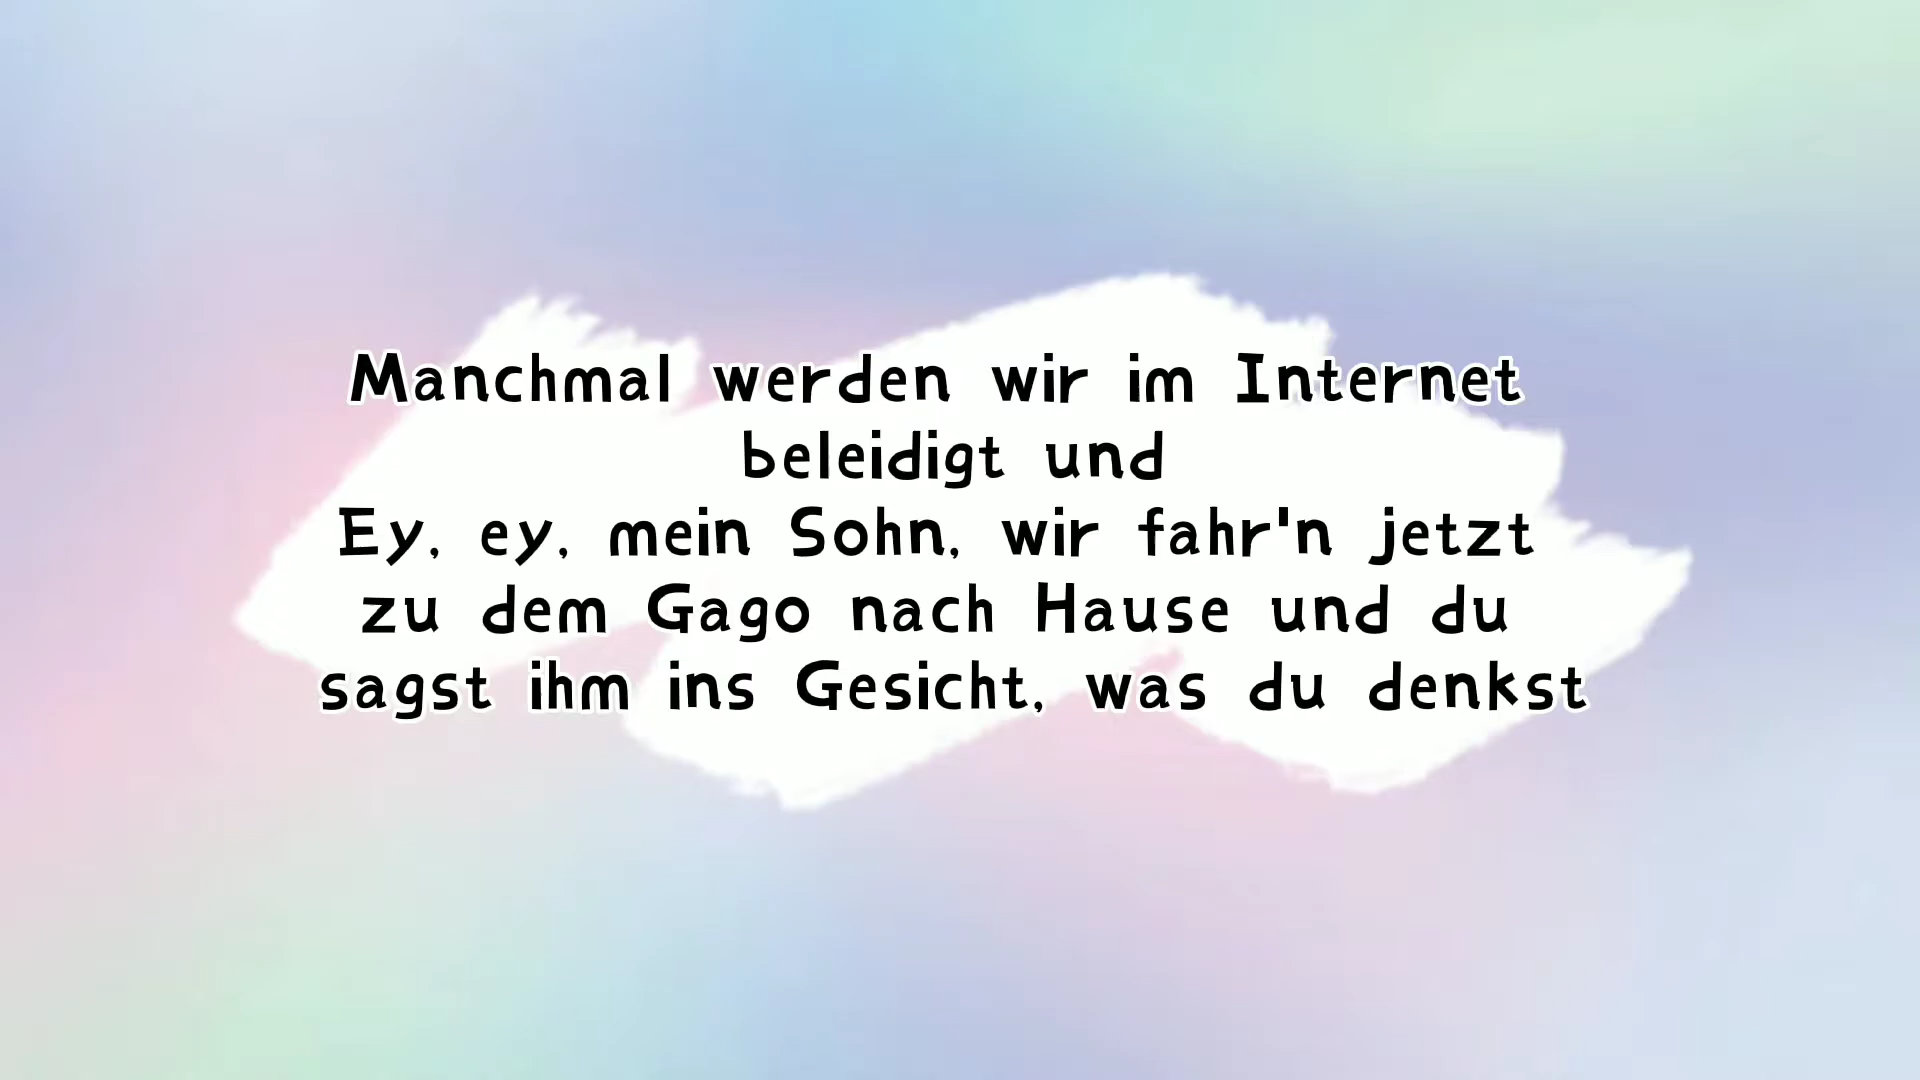 Manchmal werden wir im Internet
beleidigt und
Ey, ey, mein Sohn, wir fahr'n jetzt
zu dem Gago nach Hause und du
sagst ihm ins Gesicht, was du denkst